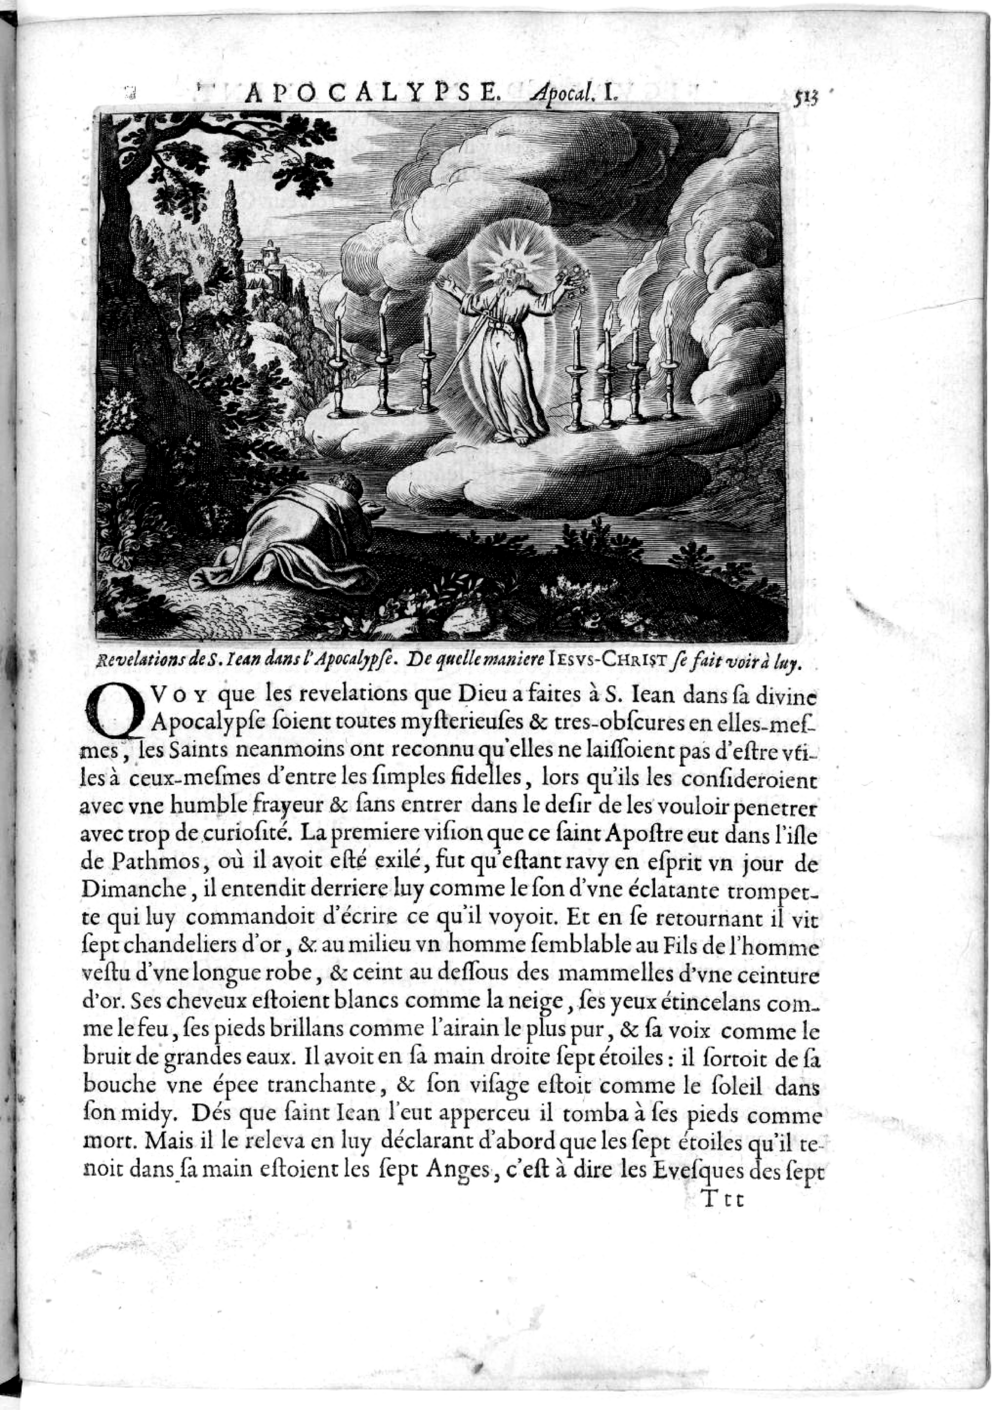 APOCALYPSE. Apocal. I. 513
Revelations de S. Iean dans l'Apocalypſe. De quelle maniere IESVS-CHRIST ſe fait voir à luy.
QVOY que les revelations que Dieu a faites à S. Iean dans ſa divine
Apocalypſe ſoient toutes myſterieuſes & tres-obſcures en elles-meſ-
mes, les Saints neanmoins ont reconnu qu'elles ne laiſſoient pas d'eſtre vti-
les à ceux-meſmes d'entre les ſimples fidelles, lors qu'ils les conſideroient
avec vne humble frayeur & ſans entrer dans le deſir de les vouloir penetrer
avec trop de curioſité. La premiere viſion que ce ſaint Apoſtre eut dans l'iſle
de Pathmos, où il avoit eſté exilé, fut qu'eſtant ravy en eſprit vn jour de
Dimanche, il entendit derriere luy comme le ſon d'vne éclatante trompet-
te qui luy commandoit d'écrire ce qu'il voyoit. Et en ſe retournant il vit
ſept chandeliers d'or, & au milieu vn homme ſemblable au Fils de l'homme
veſtu d'vne longue robe, & ceint au deſſous des mammelles d'vne ceinture
d'or. Ses cheveux eſtoient blancs comme la neige, ſes yeux étincelans com-
me le feu, ſes pieds brillans comme l'airain le plus pur, & ſa voix comme le
bruit de grandes eaux. Il avoit en ſa main droite ſept étoiles: il ſortoit de ſa
bouche vne épee tranchante, & ſon viſage eſtoit comme le ſoleil dans
ſon midy. Dés que ſaint Iean l'eut apperceu il tomba à ſes pieds comme
mort. Mais il le releva en luy déclarant d'abord que les ſept étoiles qu'il te-
noit dans ſa main eſtoient les ſept Anges, c'eſt à dire les Eveſques des ſept
Ttt